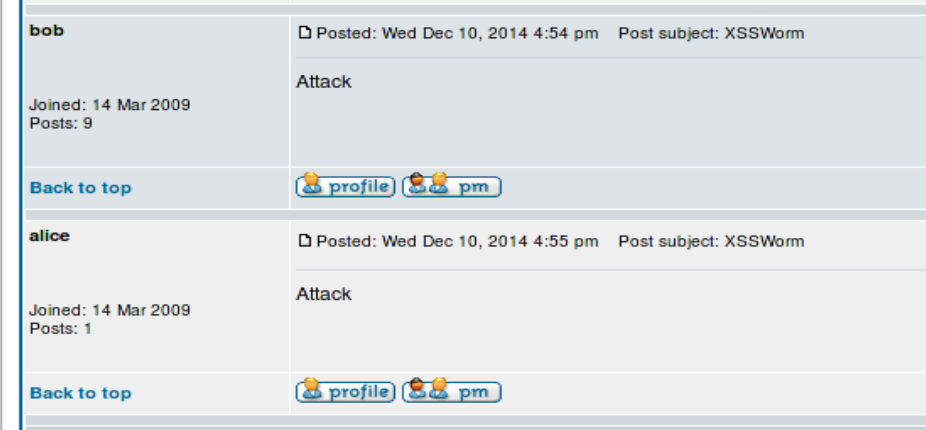 bob
Posted: Wed Dec 10, 2014 4:54 pm Post subject: XSSWorm
Attack
Joined: 14 Mar 2009
Posts: 9
Back to top
profile pm
alice
Posted: Wed Dec 10, 2014 4:55 pm Post subject: XSSWorm
Attack
Joined: 14 Mar 2009
Posts: 1
Back to top
profile pm